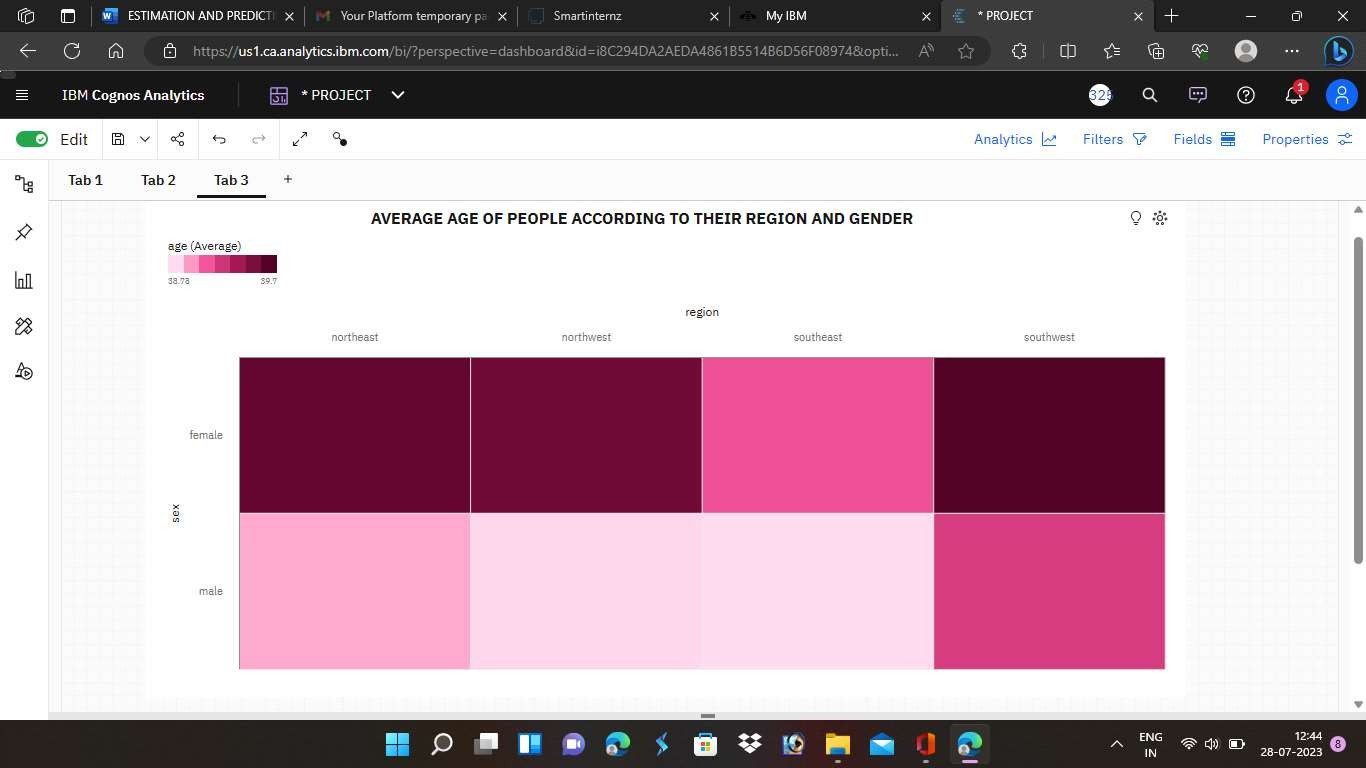 ESTIMATION AND PREDICTI
Your Platform temporary pa
Smartinternz
My IBM
* PROJECT
https://us1.ca.analytics.ibm.com/bi/?perspective=dashboard&id=i8C294DA2AEDA4861B5514B6D56F08974&opti...
IBM Cognos Analytics
* PROJECT
325
1
Edit
Analytics
Filters
Fields
Properties
Tab 1
Tab 2
Tab 3
AVERAGE AGE OF PEOPLE ACCORDING TO THEIR REGION AND GENDER
age (Average)
38.78
39.7
region
northeast
northwest
southeast
southwest
female
sex
male
ENG
IN
12:44
28-07-2023
8